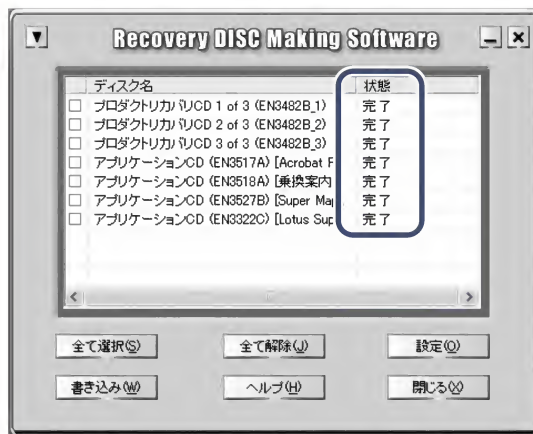 Recovery DISC Making Software
ディスク名 状態
プロダクトリカバリCD 1 of 3 (EN3482B_1) 完了
プロダクトリカバリCD 2 of 3 (EN3482B_2) 完了
プロダクトリカバリCD 3 of 3 (EN3482B_3) 完了
アプリケーションCD (EN3517A) [Acrobat 完了
アプリケーションCD (EN3518A) [乗換案内 完了
アプリケーションCD (EN3527B) [Super 完了
アプリケーションCD (EN3322C) [Lotus 完了
全て選択(S) 全て解除(J) 設定(O)
書き込み(W) ヘルプ(H) 閉じる(X)